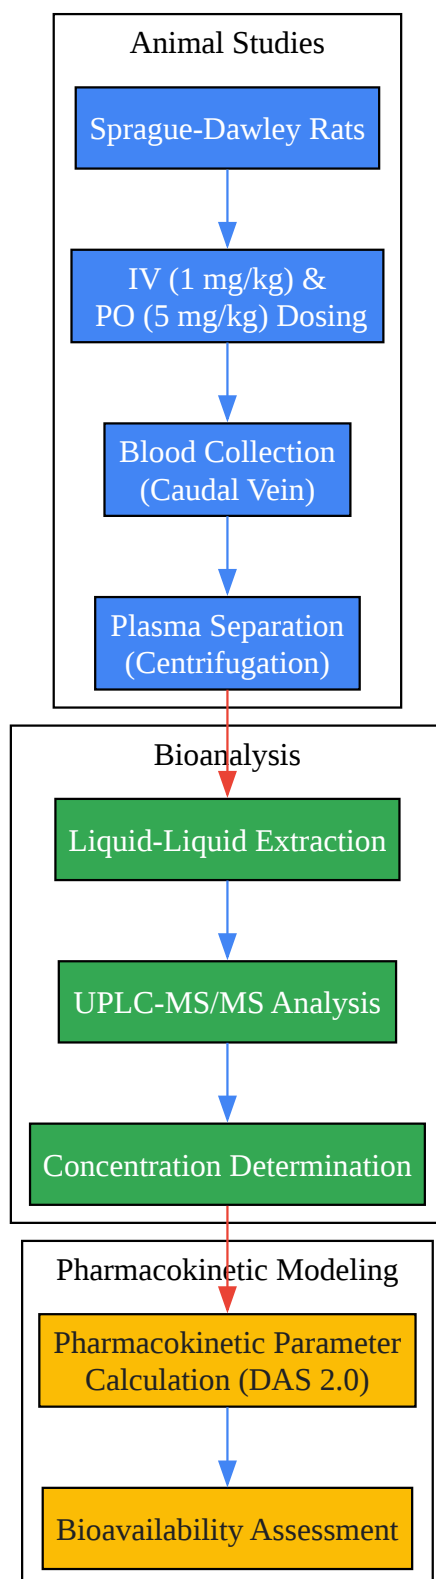 Animal Studies
Sprague-Dawley Rats
IV (1 mg/kg) &
PO (5 mg/kg) Dosing
Blood Collection
(Caudal Vein)
Plasma Separation
(Centrifugation)
Bioanalysis
Liquid-Liquid Extraction
UPLC-MS/MS Analysis
Concentration Determination
Pharmacokinetic Modeling
Pharmacokinetic Parameter
Calculation (DAS 2.0)
Bioavailability Assessment